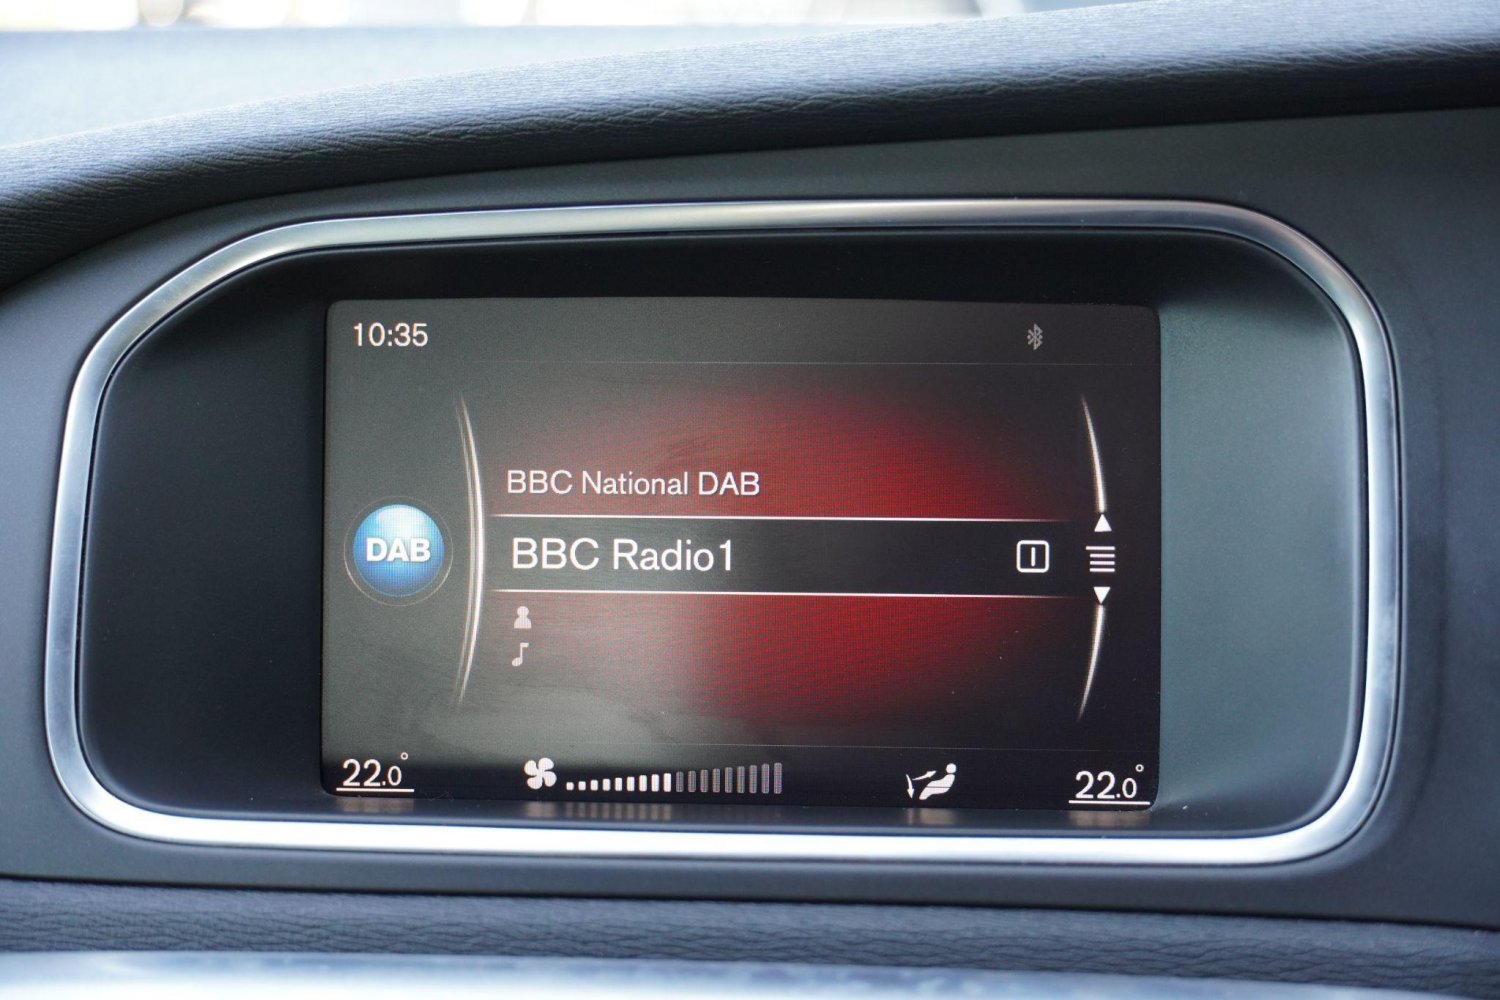 10:35
BBC National DAB
DAB
BBC Radio1
22.0°
22.0°